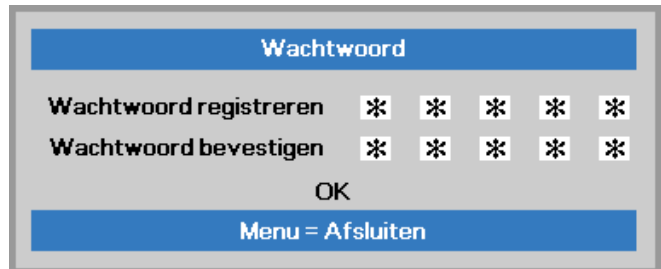 Wachtwoord
Wachtwoord registreren * * * * *
Wachtwoord bevestigen * * * * *
OK
Menu = Afsluiten